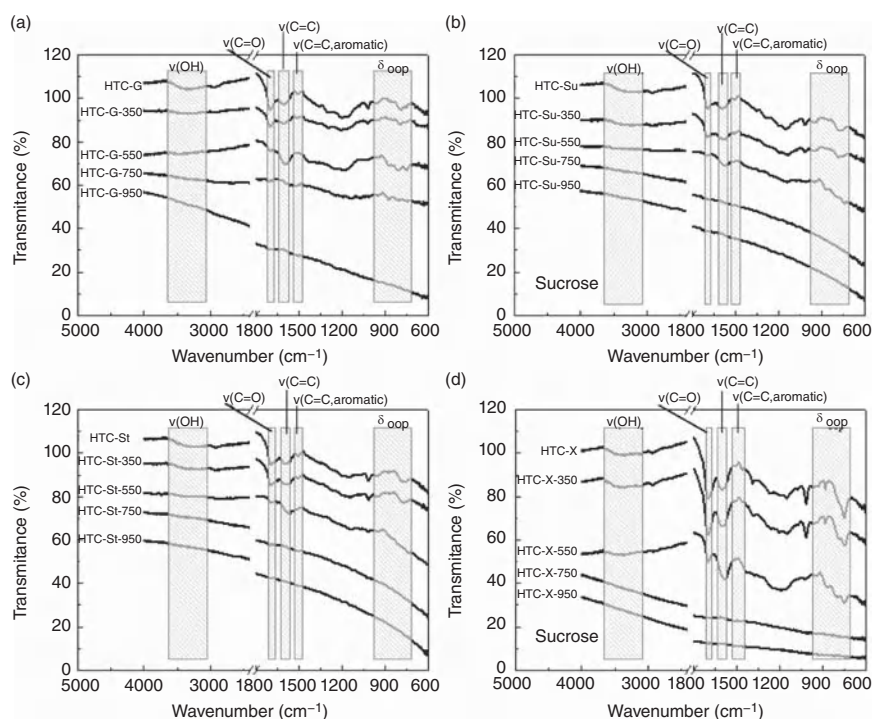 (a)
ν(C=C)
ν(C=O)
ν(C=C,aromatic)
120
ν(OH)
δ oop
100
HTC-G
HTC-G-350
80
HTC-G-550
HTC-G-750
60
HTC-G-950
40
20
0
Transmitance (%)
5000 4000 3000 1800 1500 1200 900 600
Wavenumber (cm⁻¹)
(b)
ν(C=C)
ν(C=O)
ν(C=C,aromatic)
120
ν(OH)
δ oop
100
HTC-Su
HTC-Su-350
80
HTC-Su-550
HTC-Su-750
60
HTC-Su-950
40
20
Sucrose
0
Transmitance (%)
5000 4000 3000 1800 1500 1200 900 600
Wavenumber (cm⁻¹)
(c)
ν(C=C)
ν(C=O)
ν(C=C,aromatic)
120
ν(OH)
δ oop
HTC-St
100
HTC-St-350
80
HTC-St-550
HTC-St-750
60
HTC-St-950
40
20
0
Transmitance (%)
5000 4000 3000 1800 1500 1200 900 600
Wavenumber (cm⁻¹)
(d)
ν(C=C)
ν(C=O)
ν(C=C,aromatic)
120
ν(OH)
δ oop
100
HTC-X
HTC-X-350
80
60
HTC-X-550
HTC-X-750
40
HTC-X-950
20
Sucrose
0
Transmitance (%)
5000 4000 3000 1800 1500 1200 900 600
Wavenumber (cm⁻¹)